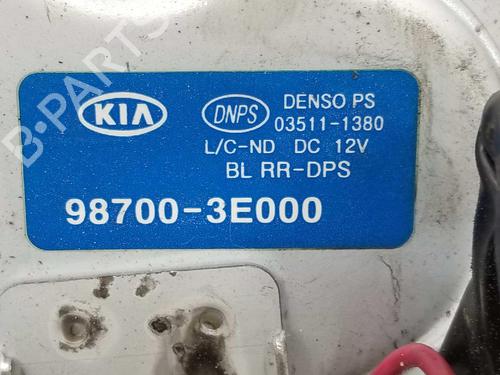 B-PARTS
KIA
DNPS
DENSO PS
03511-1380
L/C-ND DC 12V
BL RR-DPS
98700-3E000